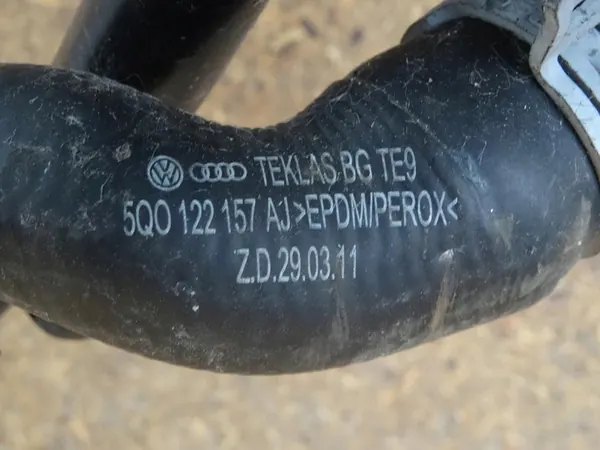 TEKLAS BG TE9
5Q0 122 157 AJ >EPDM/PEROX<
Z.D.29.03.11